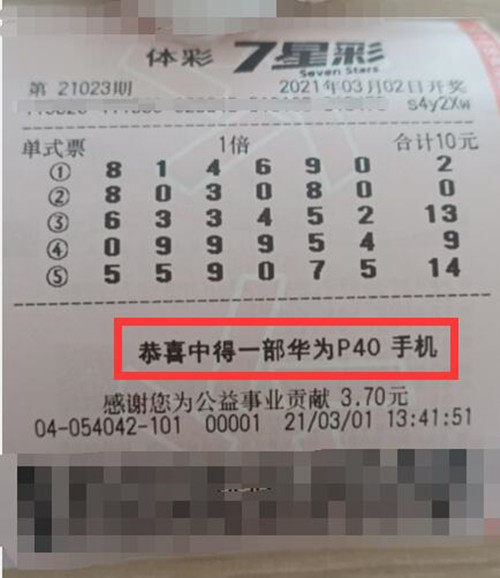 体彩 7星彩
Seven Stars
第 21023期 2021年03月02日开奖
s4y2Xw
单式票 1倍 合计10元
① 8 1 4 6 9 0 2
② 8 0 3 0 8 0 0
③ 6 3 3 4 5 2 13
④ 0 9 9 9 5 4 9
⑤ 5 5 9 0 7 5 14
恭喜中得一部华为P40 手机
感谢您为公益事业贡献 3.70元
04-054042-101 00001 21/03/01 13:41:51